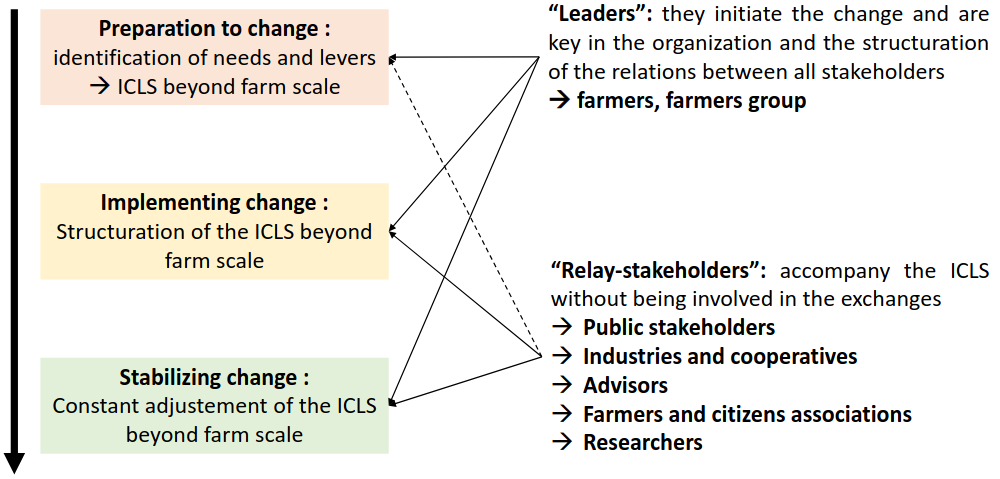 Preparation to change :
identification of needs and levers
→ ICLS beyond farm scale
Implementing change :
Structuration of the ICLS beyond
farm scale
Stabilizing change :
Constant adjustement of the ICLS
beyond farm scale
“Leaders”: they initiate the change and are
key in the organization and the structuration
of the relations between all stakeholders
→ farmers, farmers group
“Relay-stakeholders”: accompany the ICLS
without being involved in the exchanges
→ Public stakeholders
→ Industries and cooperatives
→ Advisors
→ Farmers and citizens associations
→ Researchers